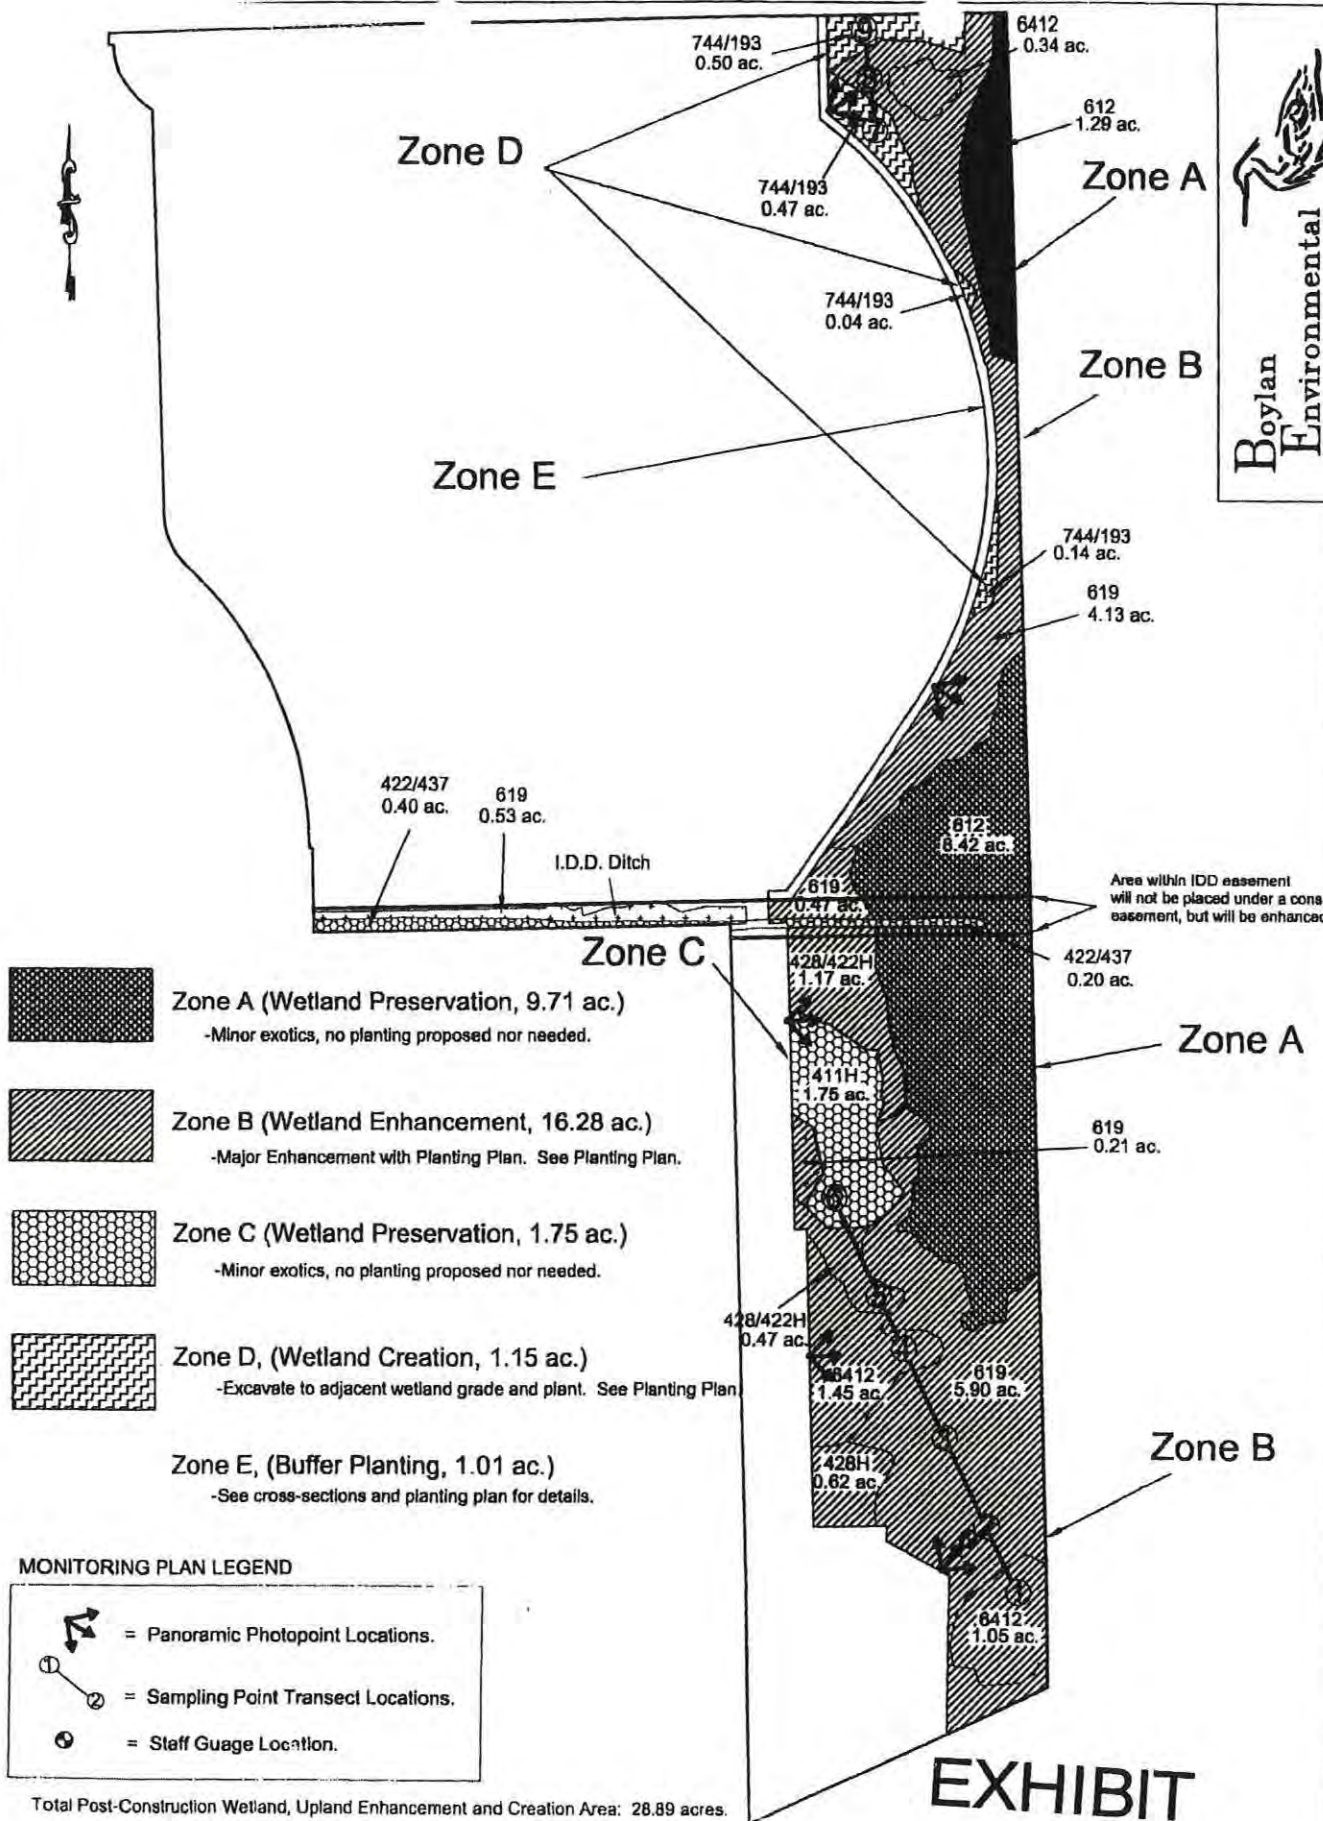 744/193
0.50 ac.
6412
0.34 ac.
612
1.29 ac.
Zone D
Zone A
744/193
0.47 ac.
744/193
0.04 ac.
Zone B
Boylan
Environmental
Zone E
744/193
0.14 ac.
619
4.13 ac.
422/437
0.40 ac.
619
0.53 ac.
I.D.D. Ditch
612
8.42 ac.
619
0.47 ac.
Area within IDD easement
will not be placed under a cons
easement, but will be enhanced
Zone C
428/422H
1.17 ac.
422/437
0.20 ac.
Zone A (Wetland Preservation, 9.71 ac.)
-Minor exotics, no planting proposed nor needed.
Zone A
411H
1.75 ac.
Zone B (Wetland Enhancement, 16.28 ac.)
-Major Enhancement with Planting Plan. See Planting Plan.
619
0.21 ac.
Zone C (Wetland Preservation, 1.75 ac.)
-Minor exotics, no planting proposed nor needed.
428/422H
0.47 ac.
Zone D, (Wetland Creation, 1.15 ac.)
-Excavate to adjacent wetland grade and plant. See Planting Plan.
6412
1.45 ac.
619
5.90 ac.
Zone E, (Buffer Planting, 1.01 ac.)
-See cross-sections and planting plan for details.
428H
0.62 ac.
Zone B
MONITORING PLAN LEGEND
= Panoramic Photopoint Locations.
1
2 = Sampling Point Transect Locations.
= Staff Guage Location.
1
6412
1.05 ac.
Total Post-Construction Wetland, Upland Enhancement and Creation Area: 28.89 acres.
EXHIBIT